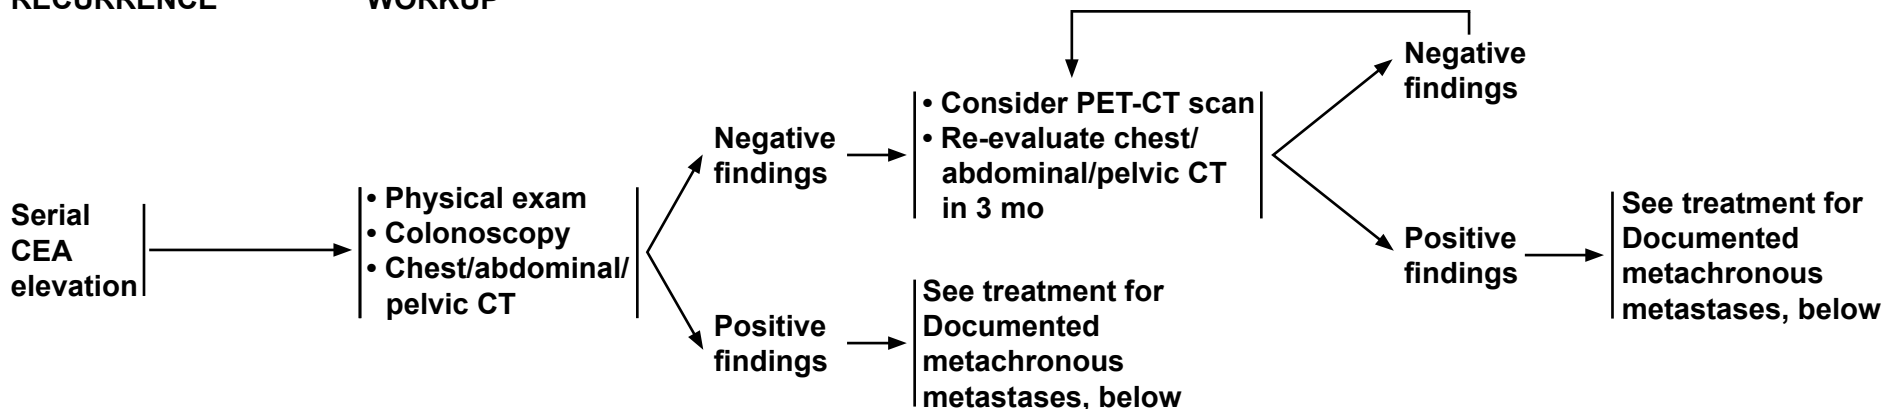 RECURRENCE
WORKUP
Serial
CEA
elevation
• Physical exam
• Colonoscopy
• Chest/abdominal/
pelvic CT
Negative
findings
Positive
findings
• Consider PET-CT scan
• Re-evaluate chest/
abdominal/pelvic CT
in 3 mo
See treatment for
Documented
metachronous
metastases, below
Negative
findings
Positive
findings
See treatment for
Documented
metachronous
metastases, below